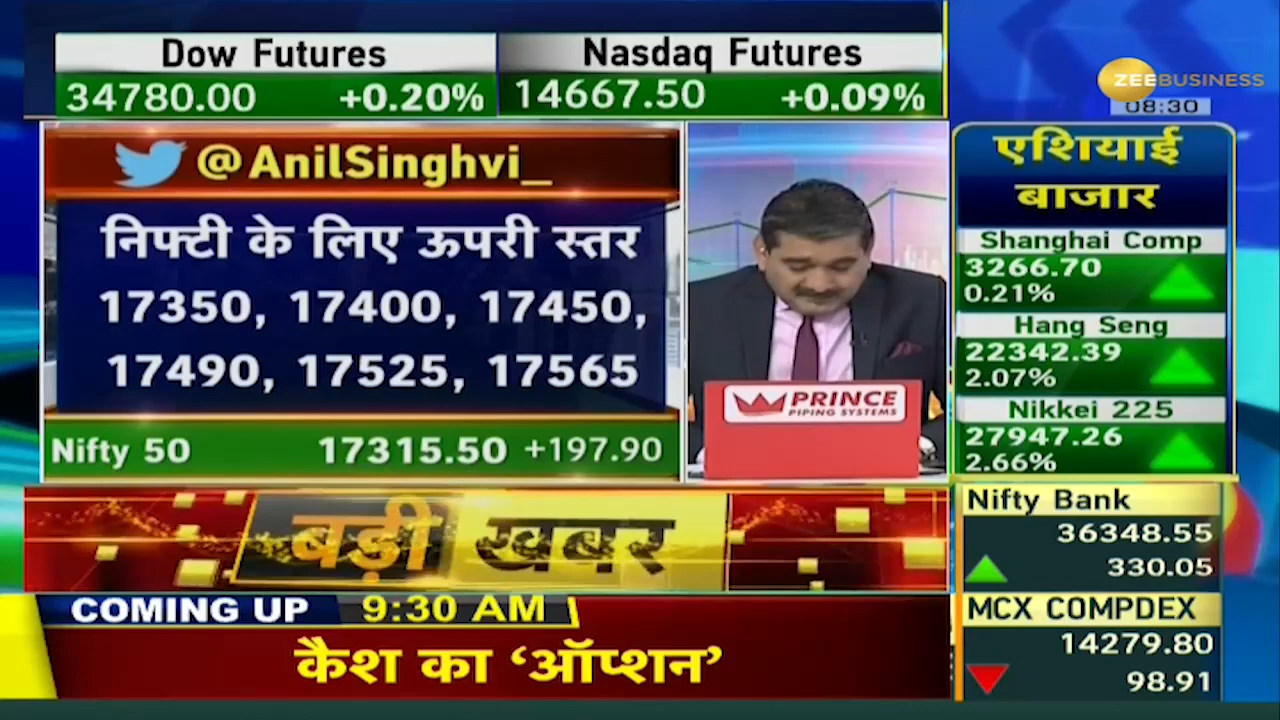 Dow Futures
34780.00 +0.20%
Nasdaq Futures
14667.50 +0.09%
ZEEBUSINESS
08:30
@AnilSinghvi_
निफ्टी के लिए ऊपरी स्तर
17350, 17400, 17450,
17490, 17525, 17565
Nifty 50 17315.50 +197.90
PRINCE
PIPING SYSTEMS
एशियाई
बाजार
Shanghai Comp
3266.70
0.21%
Hang Seng
22342.39
2.07%
Nikkei 225
27947.26
2.66%
Nifty Bank
36348.55
330.05
MCX COMPDEX
14279.80
98.91
बड़ी खबर
COMING UP 9:30 AM
कैश का ‘ऑप्शन’